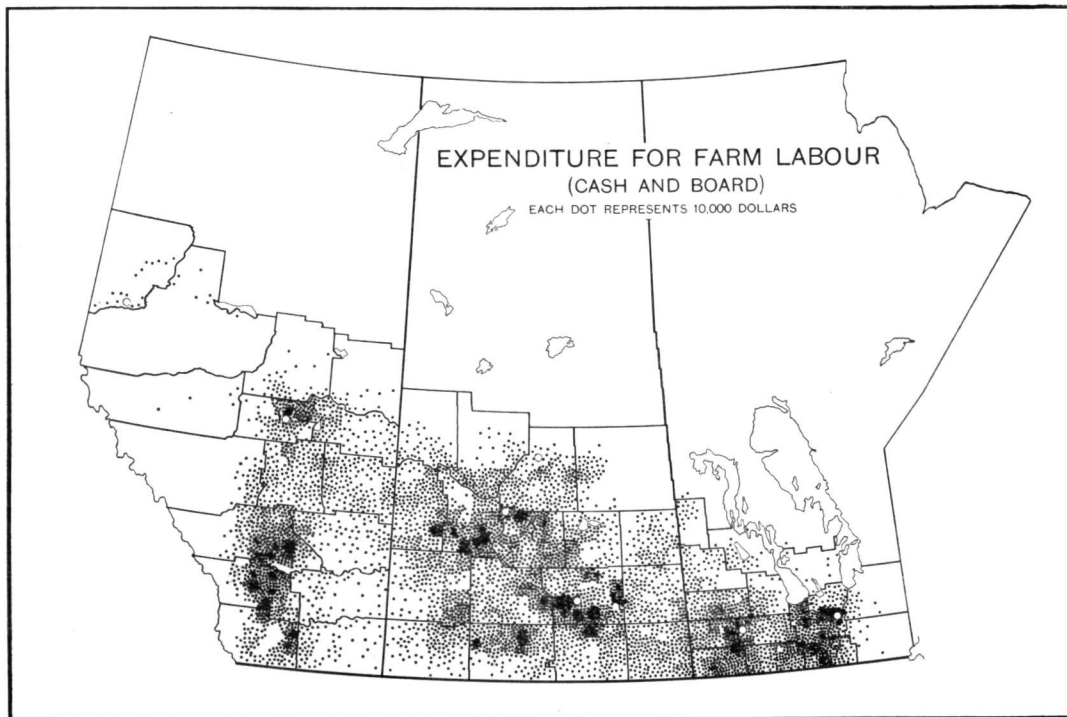 EXPENDITURE FOR FARM LABOUR
(CASH AND BOARD)
EACH DOT REPRESENTS 10,000 DOLLARS